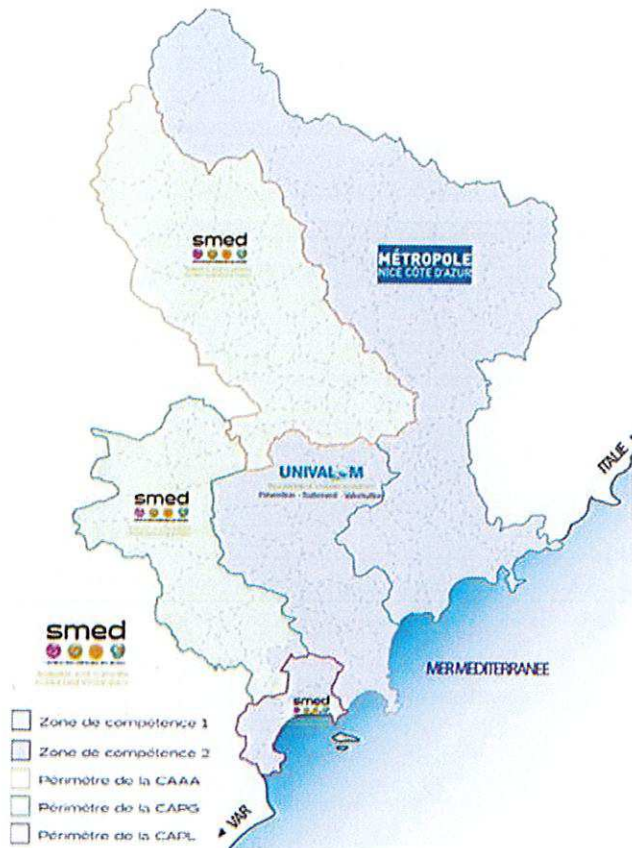 smed
MÉTROPOLE
NICE CÔTE D'AZUR
ITALIE
UNIVALOM
Prévention - Traitement - Valorisation
smed
smed
MER MEDITERRANEE
smed
Zone de compétence 1
Zone de compétence 2
Périmètre de la CAAA
Périmètre de la CAPG
Périmètre de la CAPL
VAR